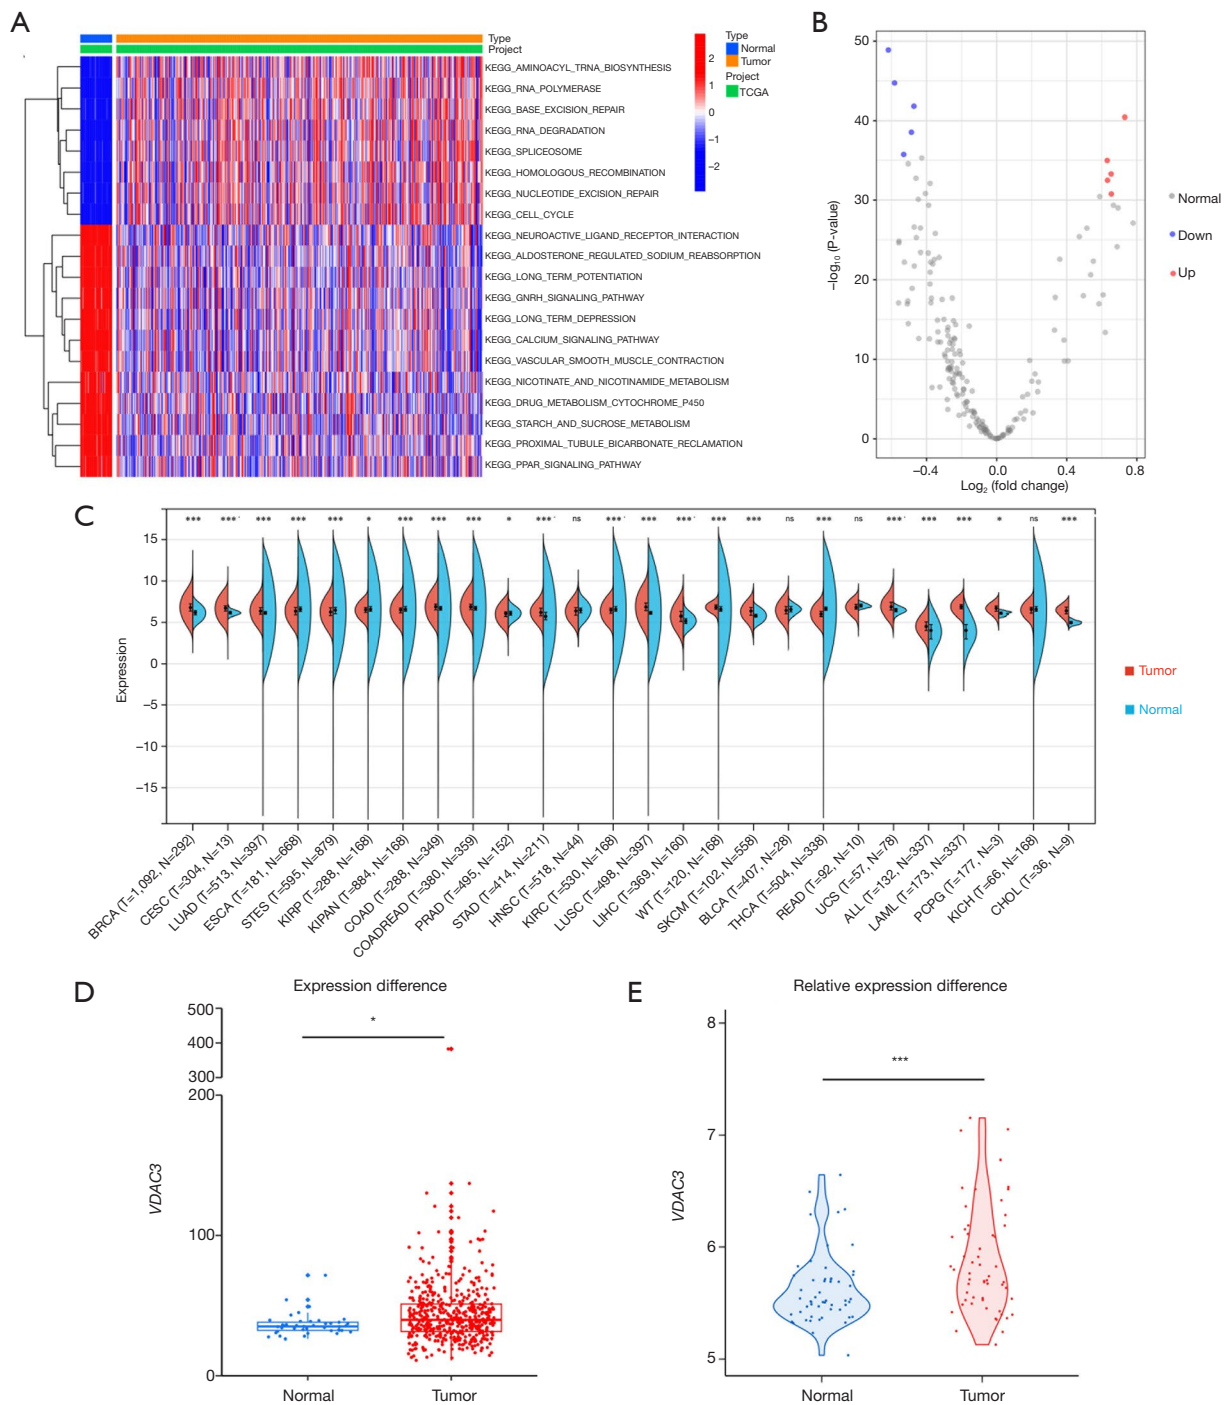 A
Type
Project
KEGG_AMINOACYL_TRNA_BIOSYNTHESIS
KEGG_RNA_POLYMERASE
KEGG_BASE_EXCISION_REPAIR
KEGG_RNA_DEGRADATION
KEGG_SPLICEOSOME
KEGG_HOMOLOGOUS_RECOMBINATION
KEGG_NUCLEOTIDE_EXCISION_REPAIR
KEGG_CELL_CYCLE
KEGG_NEUROACTIVE_LIGAND_RECEPTOR_INTERACTION
KEGG_ALDOSTERONE_REGULATED_SODIUM_REABSORPTION
KEGG_LONG_TERM_POTENTIATION
KEGG_GNRH_SIGNALING_PATHWAY
KEGG_LONG_TERM_DEPRESSION
KEGG_CALCIUM_SIGNALING_PATHWAY
KEGG_VASCULAR_SMOOTH_MUSCLE_CONTRACTION
KEGG_NICOTINATE_AND_NICOTINAMIDE_METABOLISM
KEGG_DRUG_METABOLISM_CYTOCHROME_P450
KEGG_STARCH_AND_SUCROSE_METABOLISM
KEGG_PROXIMAL_TUBULE_BICARBONATE_RECLAMATION
KEGG_PPAR_SIGNALING_PATHWAY
2
1
0
−1
−2
Type
Normal
Tumor
Project
TCGA
B
50
40
30
20
10
0
−log10 (P-value)
−0.4
0.0
0.4
0.8
Log2 (fold change)
Normal
Down
Up
C
*** *** *** *** *** * *** *** *** * *** ns *** *** *** *** *** ns *** ns *** *** *** * ns ***
15
10
5
0
−5
−10
−15
Expression
BRCA (T=1,092, N=292)
CESC (T=304, N=13)
LUAD (T=513, N=397)
ESCA (T=181, N=668)
STES (T=595, N=879)
KIRP (T=288, N=168)
KIPAN (T=884, N=168)
COAD (T=288, N=349)
COADREAD (T=380, N=359)
PRAD (T=495, N=152)
STAD (T=414, N=211)
HNSC (T=518, N=44)
KIRC (T=530, N=168)
LUSC (T=498, N=397)
LIHC (T=369, N=160)
WT (T=120, N=168)
SKCM (T=102, N=558)
BLCA (T=407, N=28)
THCA (T=504, N=338)
READ (T=92, N=10)
UCS (T=57, N=78)
ALL (T=132, N=337)
LAML (T=173, N=337)
PCPG (T=177, N=3)
KICH (T=66, N=168)
CHOL (T=36, N=9)
Tumor
Normal
D
Expression difference
500
400
300
200
100
0
*
VDAC3
Normal
Tumor
E
Relative expression difference
8
7
6
5
***
VDAC3
Normal
Tumor